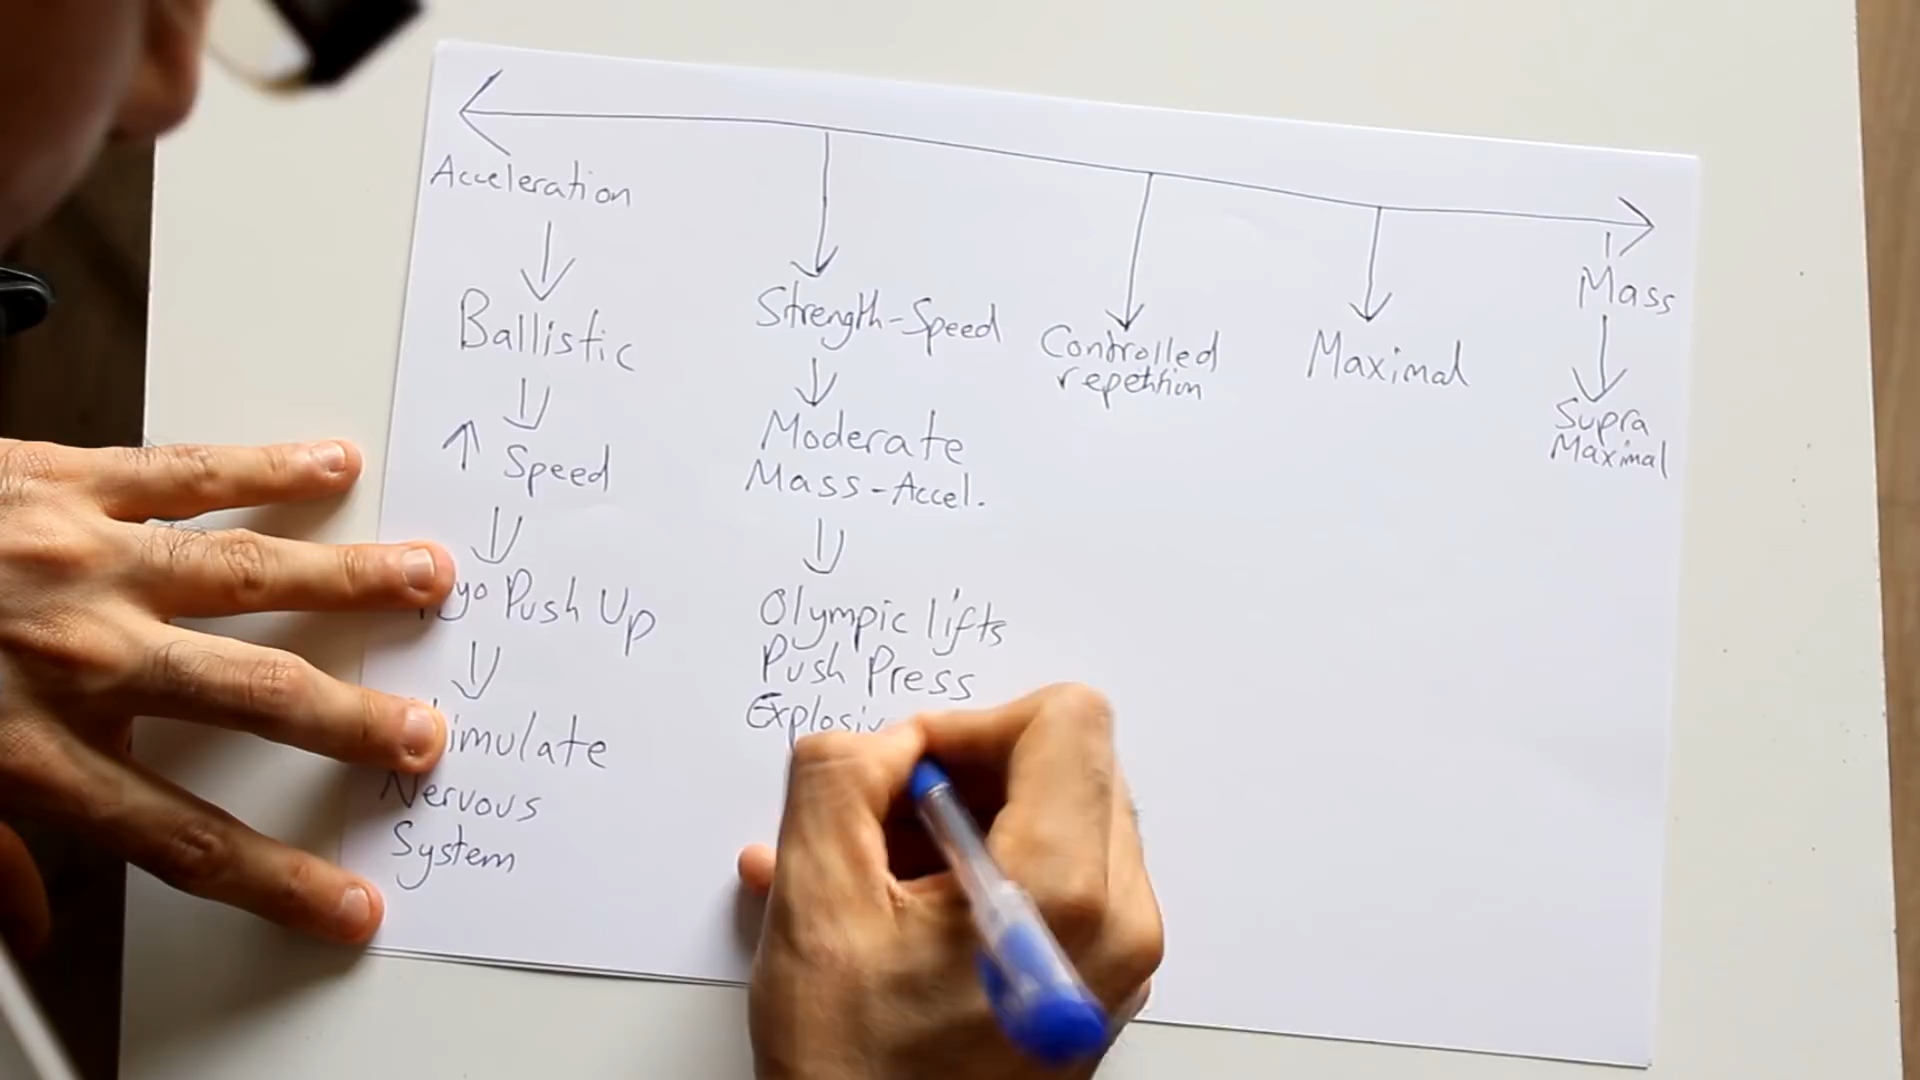 Acceleration
Ballistic
↑ Speed
Push Up
Nervous
System
Strength-Speed
Moderate
Mass-Accel.
Olympic lifts
Push Press
Controlled
repetition
Maximal
Mass
Supra
Maximal